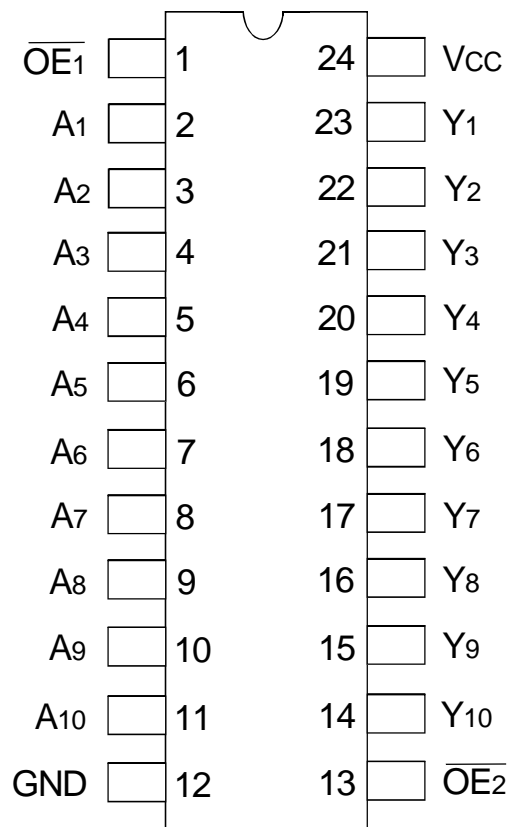 OE1 1 24 VCC
A1 2 23 Y1
A2 3 22 Y2
A3 4 21 Y3
A4 5 20 Y4
A5 6 19 Y5
A6 7 18 Y6
A7 8 17 Y7
A8 9 16 Y8
A9 10 15 Y9
A10 11 14 Y10
GND 12 13 OE2